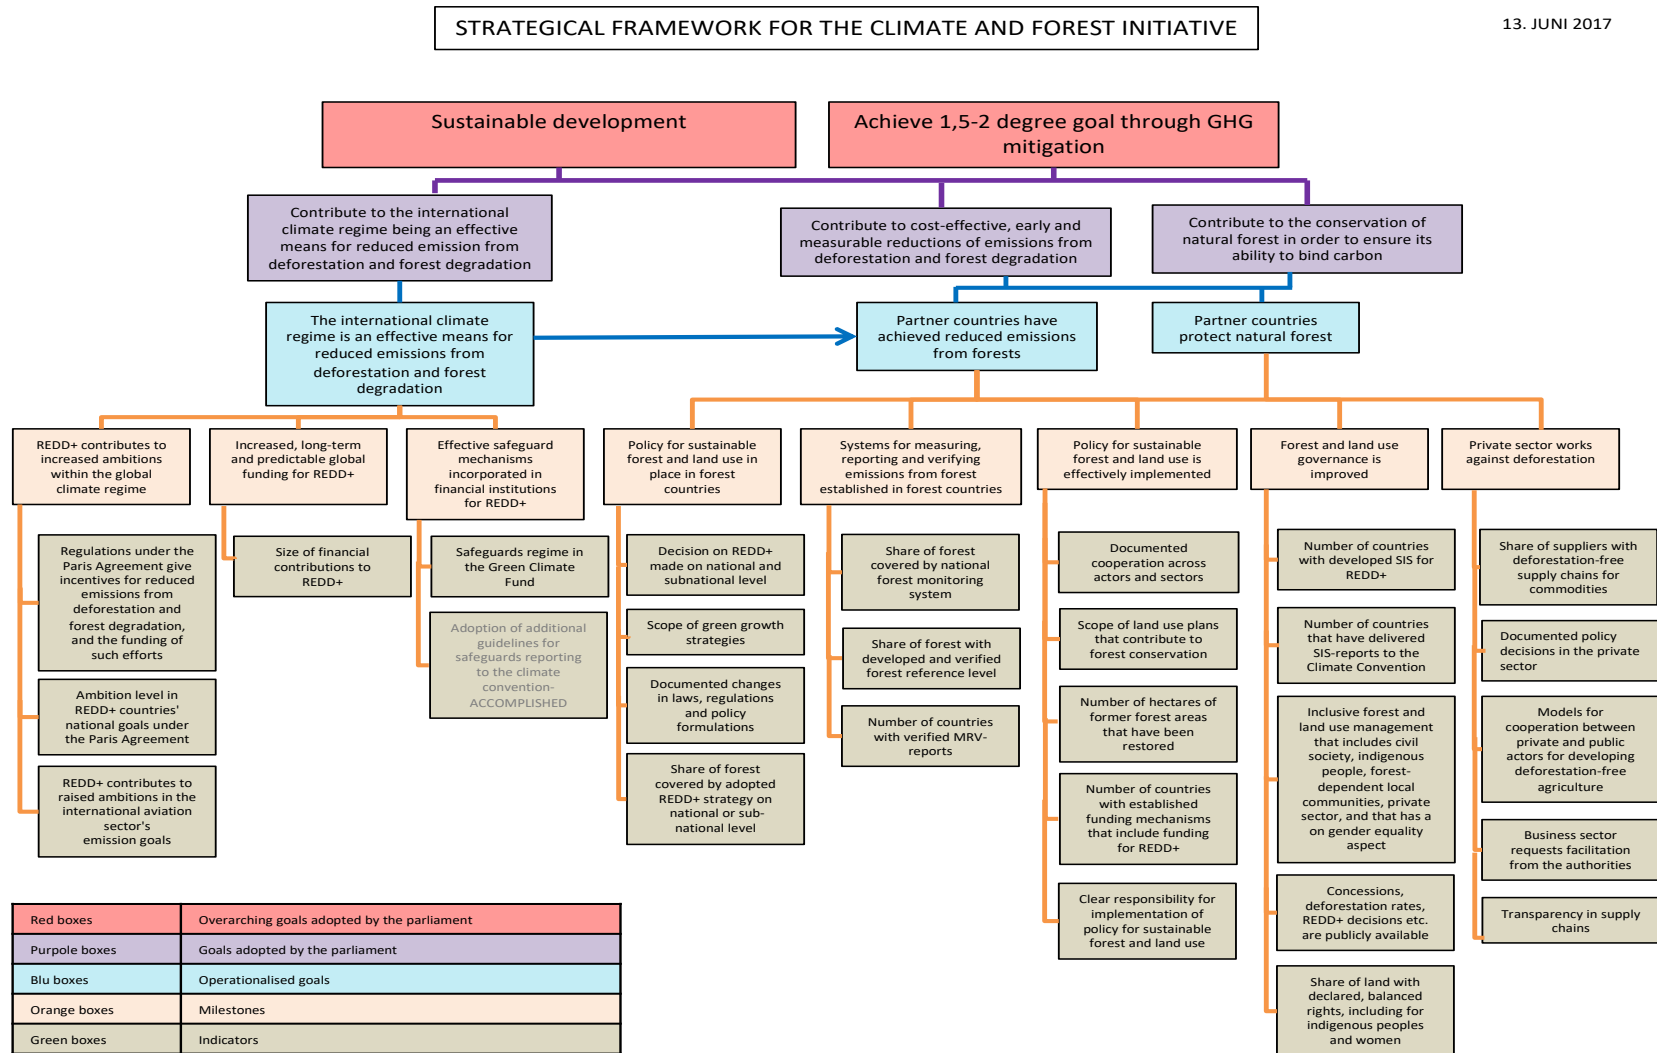 STRATEGICAL FRAMEWORK FOR THE CLIMATE AND FOREST INITIATIVE
13. JUNI 2017
Sustainable development
Achieve 1,5-2 degree goal through GHG
mitigation
Contribute to the international
climate regime being an effective
means for reduced emission from
deforestation and forest degradation
Contribute to cost-effective, early and
measurable reductions of emissions from
deforestation and forest degradation
Contribute to the conservation of
natural forest in order to ensure its
ability to bind carbon
The international climate
regime is an effective means for
reduced emissions from
deforestation and forest
degradation
Partner countries have
achieved reduced emissions
from forests
Partner countries
protect natural forest
REDD+ contributes to
increased ambitions
within the global
climate regime
Increased, long-term
and predictable global
funding for REDD+
Effective safeguard
mechanisms
incorporated in
financial institutions
for REDD+
Policy for sustainable
forest and land use in
place in forest
countries
Systems for measuring,
reporting and verifying
emissions from forest
established in forest countries
Policy for sustainable
forest and land use is
effectively implemented
Forest and land use
governance is
improved
Private sector works
against deforestation
Regulations under the
Paris Agreement give
incentives for reduced
emissions from
deforestation and
forest degradation,
and the funding of
such efforts
Ambition level in
REDD+ countries'
national goals under
the Paris Agreement
REDD+ contributes to
raised ambitions in the
international aviation
sector's
emission goals
Size of financial
contributions to
REDD+
Safeguards regime in
the Green Climate
Fund
Adoption of additional
guidelines for
safeguards reporting
to the climate
convention-
ACCOMPLISHED
Decision on REDD+
made on national and
subnational level
Scope of green growth
strategies
Documented changes
in laws, regulations
and policy
formulations
Share of forest
covered by adopted
REDD+ strategy on
national or sub-
national level
Share of forest
covered by national
forest monitoring
system
Share of forest with
developed and verified
forest reference level
Number of countries
with verified MRV-
reports
Documented
cooperation across
actors and sectors
Scope of land use plans
that contribute to
forest conservation
Number of hectares of
former forest areas
that have been
restored
Number of countries
with established
funding mechanisms
that include funding
for REDD+
Clear responsibility for
implementation of
policy for sustainable
forest and land use
Number of countries
with developed SIS for
REDD+
Number of countries
that have delivered
SIS-reports to the
Climate Convention
Inclusive forest and
land use management
that includes civil
society, indigenous
people, forest-
dependent local
communities, private
sector, and that has a
on gender equality
aspect
Concessions,
deforestation rates,
REDD+ decisions etc.
are publicly available
Share of land with
declared, balanced
rights, including for
indigenous peoples
and women
Share of suppliers with
deforestation-free
supply chains for
commodities
Documented policy
decisions in the private
sector
Models for
cooperation between
private and public
actors for developing
deforestation-free
agriculture
Business sector
requests facilitation
from the authorities
Transparency in supply
chains
Red boxes Overarching goals adopted by the parliament
Purpole boxes Goals adopted by the parliament
Blu boxes Operationalised goals
Orange boxes Milestones
Green boxes Indicators